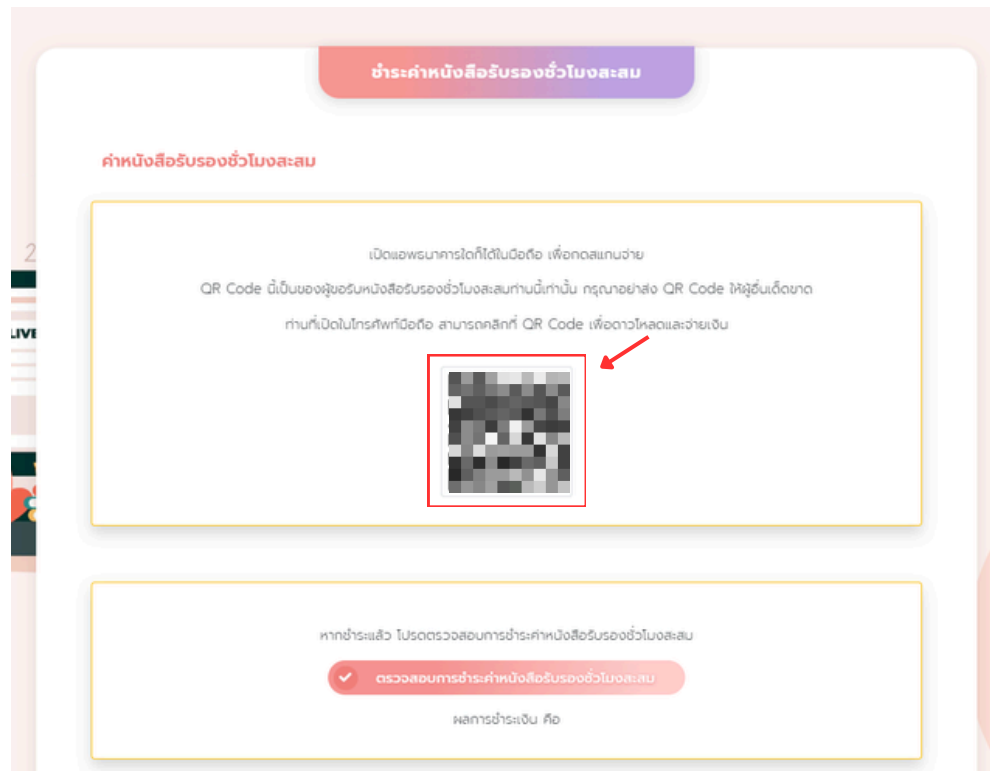 ชำระค่าหนังสือรับรองชั่วโมงสะสม
ค่าหนังสือรับรองชั่วโมงสะสม
2
เปิดแอพธนาคารใดก็ได้ในมือถือ เพื่อกดสแกนจ่าย
QR Code นี้เป็นของผู้ขอรับหนังสือรับรองชั่วโมงสะสมท่านนี้เท่านั้น กรุณาอย่าส่ง QR Code ให้ผู้อื่นเด็ดขาด
ท่านที่เปิดในโทรศัพท์มือถือ สามารถคลิกที่ QR Code เพื่อดาวโหลดและจ่ายเงิน
LIVE
หากชำระแล้ว โปรดตรวจสอบการชำระค่าหนังสือรับรองชั่วโมงสะสม
ตรวจสอบการชำระค่าหนังสือรับรองชั่วโมงสะสม
ผลการชำระเงิน คือ